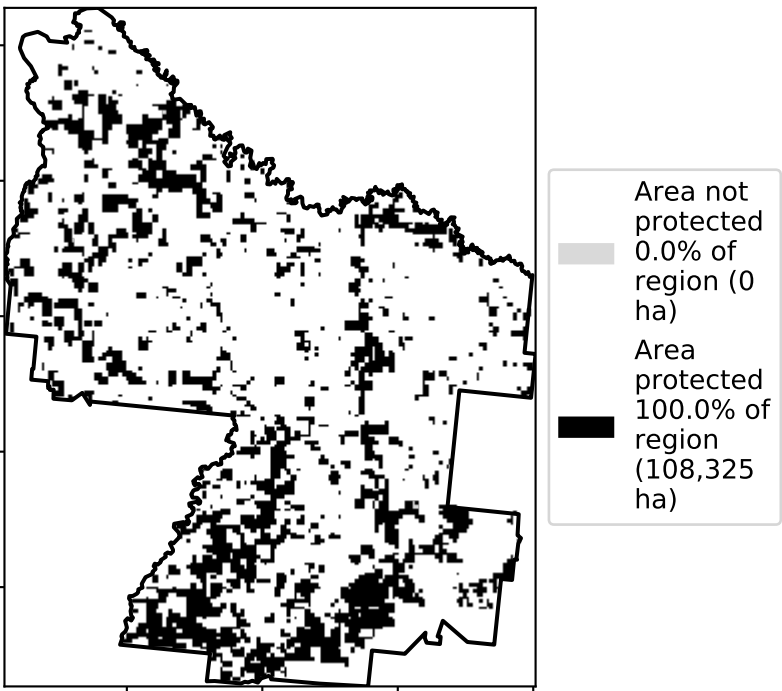 Area not
protected
0.0% of
region (0
ha)
Area
protected
100.0% of
region
(108,325
ha)